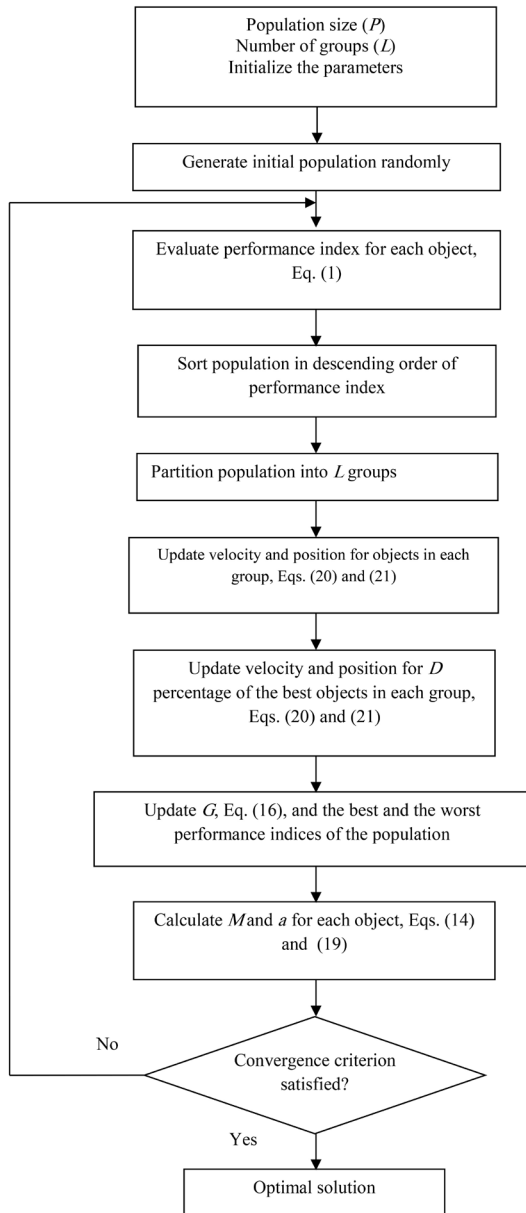 Population size (P)
Number of groups (L)
Initialize the parameters
Generate initial population randomly
Evaluate performance index for each object,
Eq. (1)
Sort population in descending order of
performance index
Partition population into L groups
Update velocity and position for objects in each
group, Eqs. (20) and (21)
Update velocity and position for D
percentage of the best objects in each group,
Eqs. (20) and (21)
Update G, Eq. (16), and the best and the worst
performance indices of the population
Calculate M and a for each object, Eqs. (14)
and (19)
No
Convergence criterion
satisfied?
Yes
Optimal solution